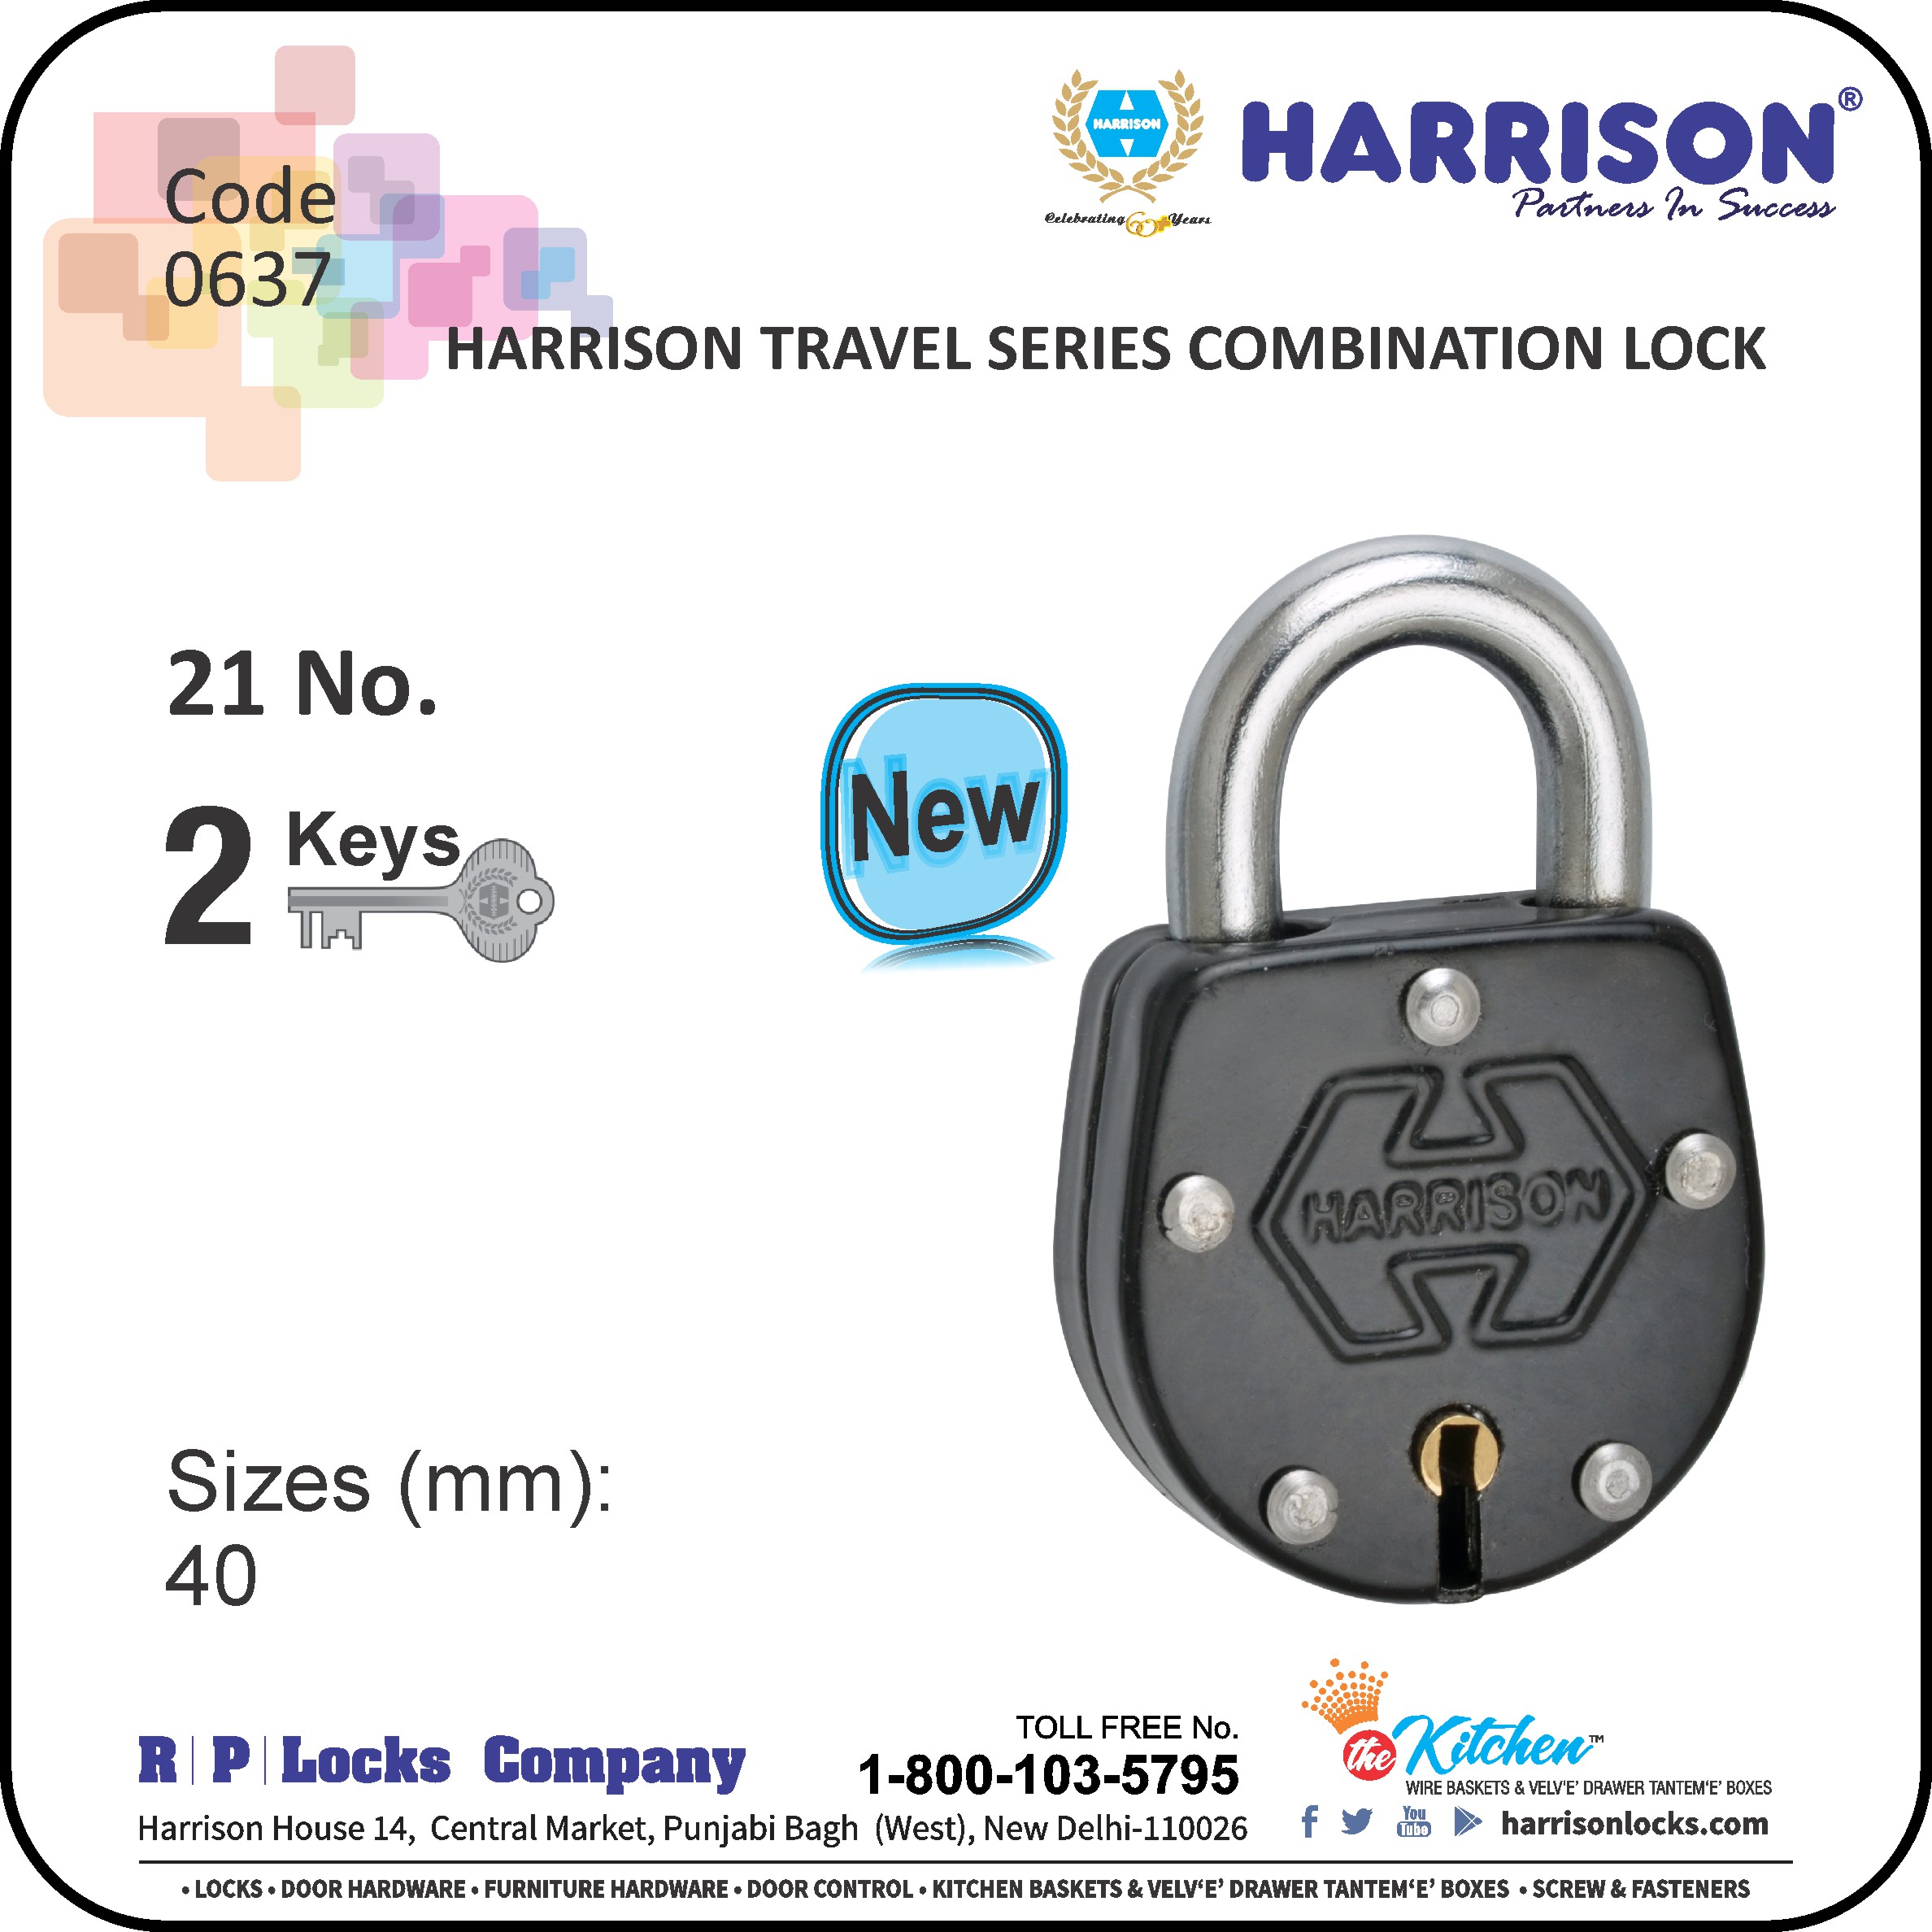 Code
0637
HARRISON
Celebrating 60+ Years
HARRISON®
Partners In Success
HARRISON TRAVEL SERIES COMBINATION LOCK
21 No.
2 Keys
New
HARRISON
Sizes (mm):
40
R|P|Locks Company
TOLL FREE No.
1-800-103-5795
Harrison House 14, Central Market, Punjabi Bagh (West), New Delhi-110026
the Kitchen™
WIRE BASKETS & VELV'E' DRAWER TANTEM'E' BOXES
f You Tube harrisonlocks.com
• LOCKS • DOOR HARDWARE • FURNITURE HARDWARE • DOOR CONTROL • KITCHEN BASKETS & VELV‘E’ DRAWER TANTEM‘E’ BOXES • SCREW & FASTENERS